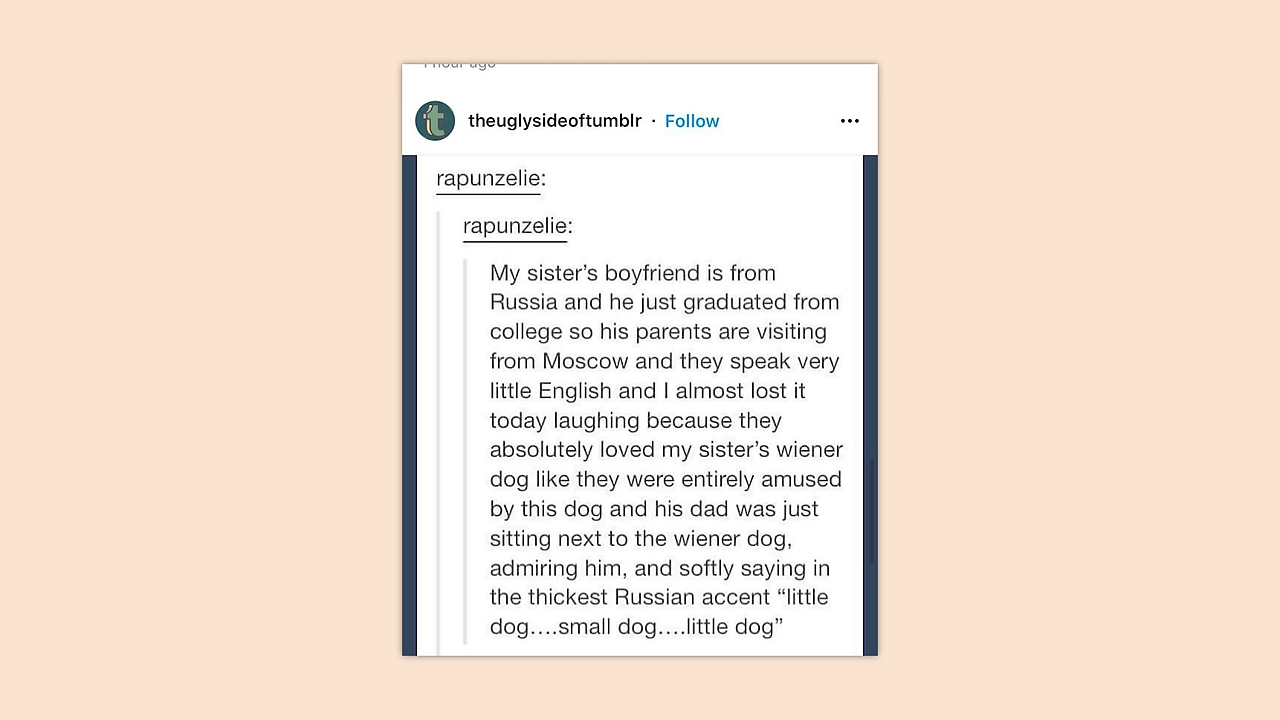 1 hour ago
theuglysideoftumblr · Follow
rapunzelie:
rapunzelie:
My sister’s boyfriend is from
Russia and he just graduated from
college so his parents are visiting
from Moscow and they speak very
little English and I almost lost it
today laughing because they
absolutely loved my sister’s wiener
dog like they were entirely amused
by this dog and his dad was just
sitting next to the wiener dog,
admiring him, and softly saying in
the thickest Russian accent “little
dog….small dog….little dog”